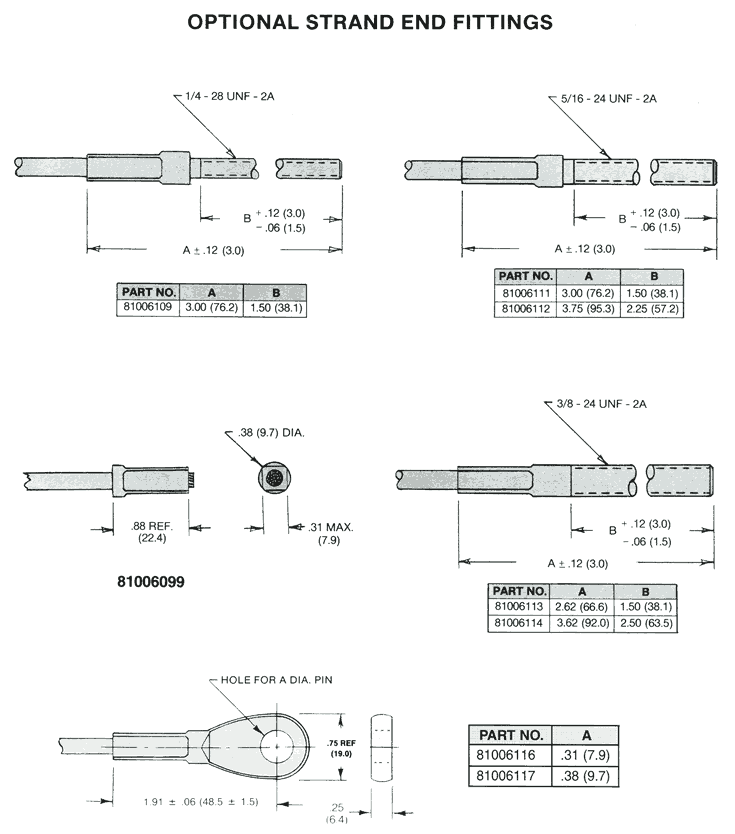 OPTIONAL STRAND END FITTINGS
1/4 - 28 UNF - 2A
B + .12 (3.0)
− .06 (1.5)
A ± .12 (3.0)
PART NO. A B
81006109 3.00 (76.2) 1.50 (38.1)
5/16 - 24 UNF - 2A
B + .12 (3.0)
− .06 (1.5)
A ± .12 (3.0)
PART NO. A B
81006111 3.00 (76.2) 1.50 (38.1)
81006112 3.75 (95.3) 2.25 (57.2)
.38 (9.7) DIA.
.88 REF.
(22.4)
.31 MAX.
(7.9)
81006099
3/8 - 24 UNF - 2A
B + .12 (3.0)
− .06 (1.5)
A ± .12 (3.0)
PART NO. A B
81006113 2.62 (66.6) 1.50 (38.1)
81006114 3.62 (92.0) 2.50 (63.5)
HOLE FOR A DIA. PIN
.75 REF
(19.0)
1.91 ± .06 (48.5 ± 1.5)
.25
(6.4)
PART NO. A
81006116 .31 (7.9)
81006117 .38 (9.7)